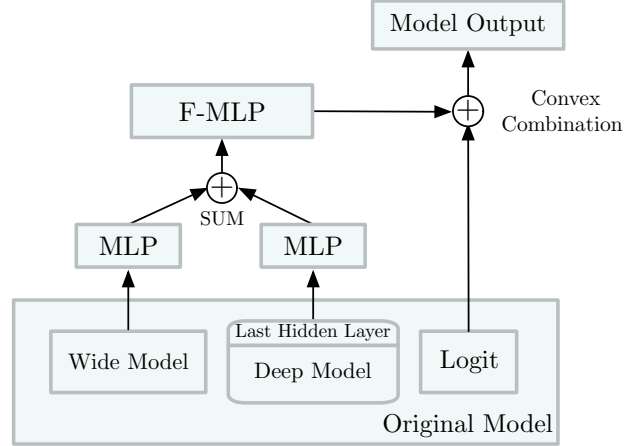 Model Output
F-MLP
Convex
Combination
SUM
MLP
MLP
Last Hidden Layer
Wide Model
Deep Model
Logit
Original Model